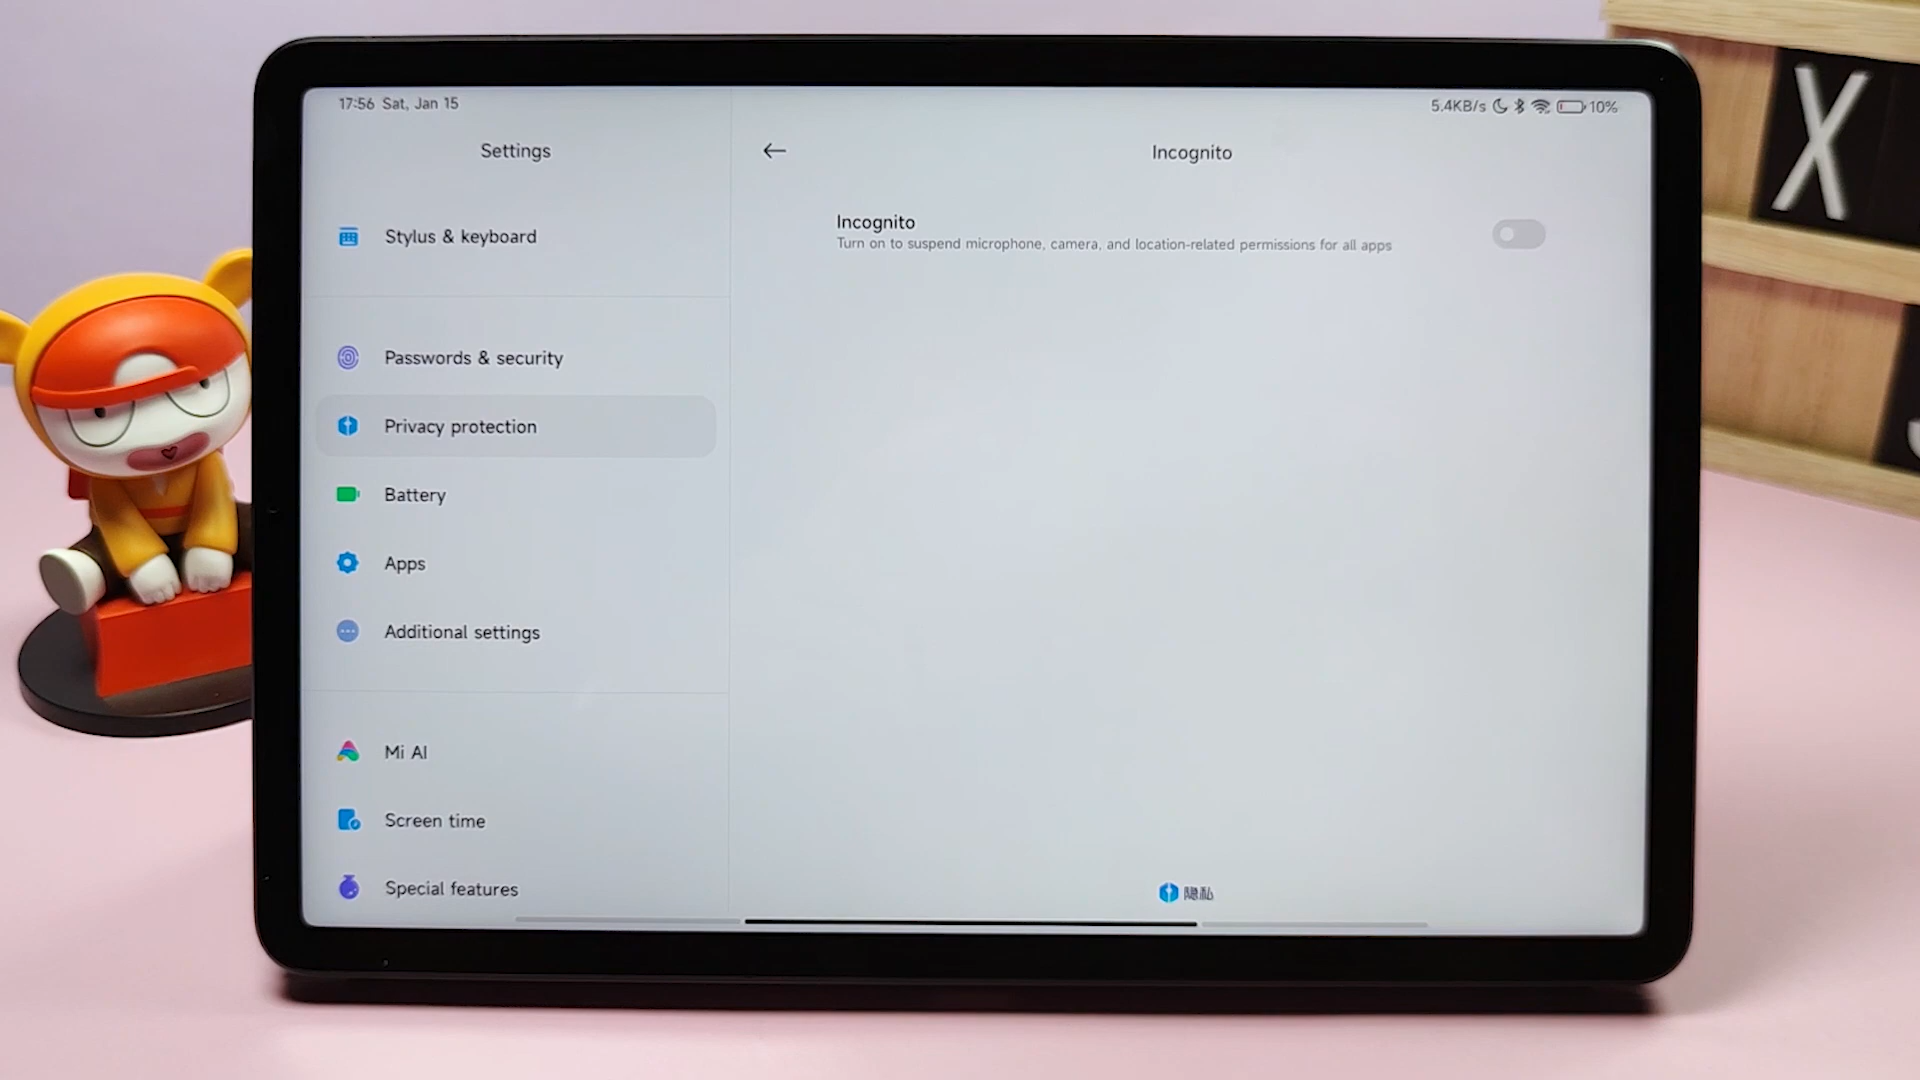 17:56 Sat, Jan 15
5.4KB/s 10%
Settings
Stylus & keyboard
Passwords & security
Privacy protection
Battery
Apps
Additional settings
Mi AI
Screen time
Special features
Incognito
Incognito
Turn on to suspend microphone, camera, and location-related permissions for all apps
隐私
X